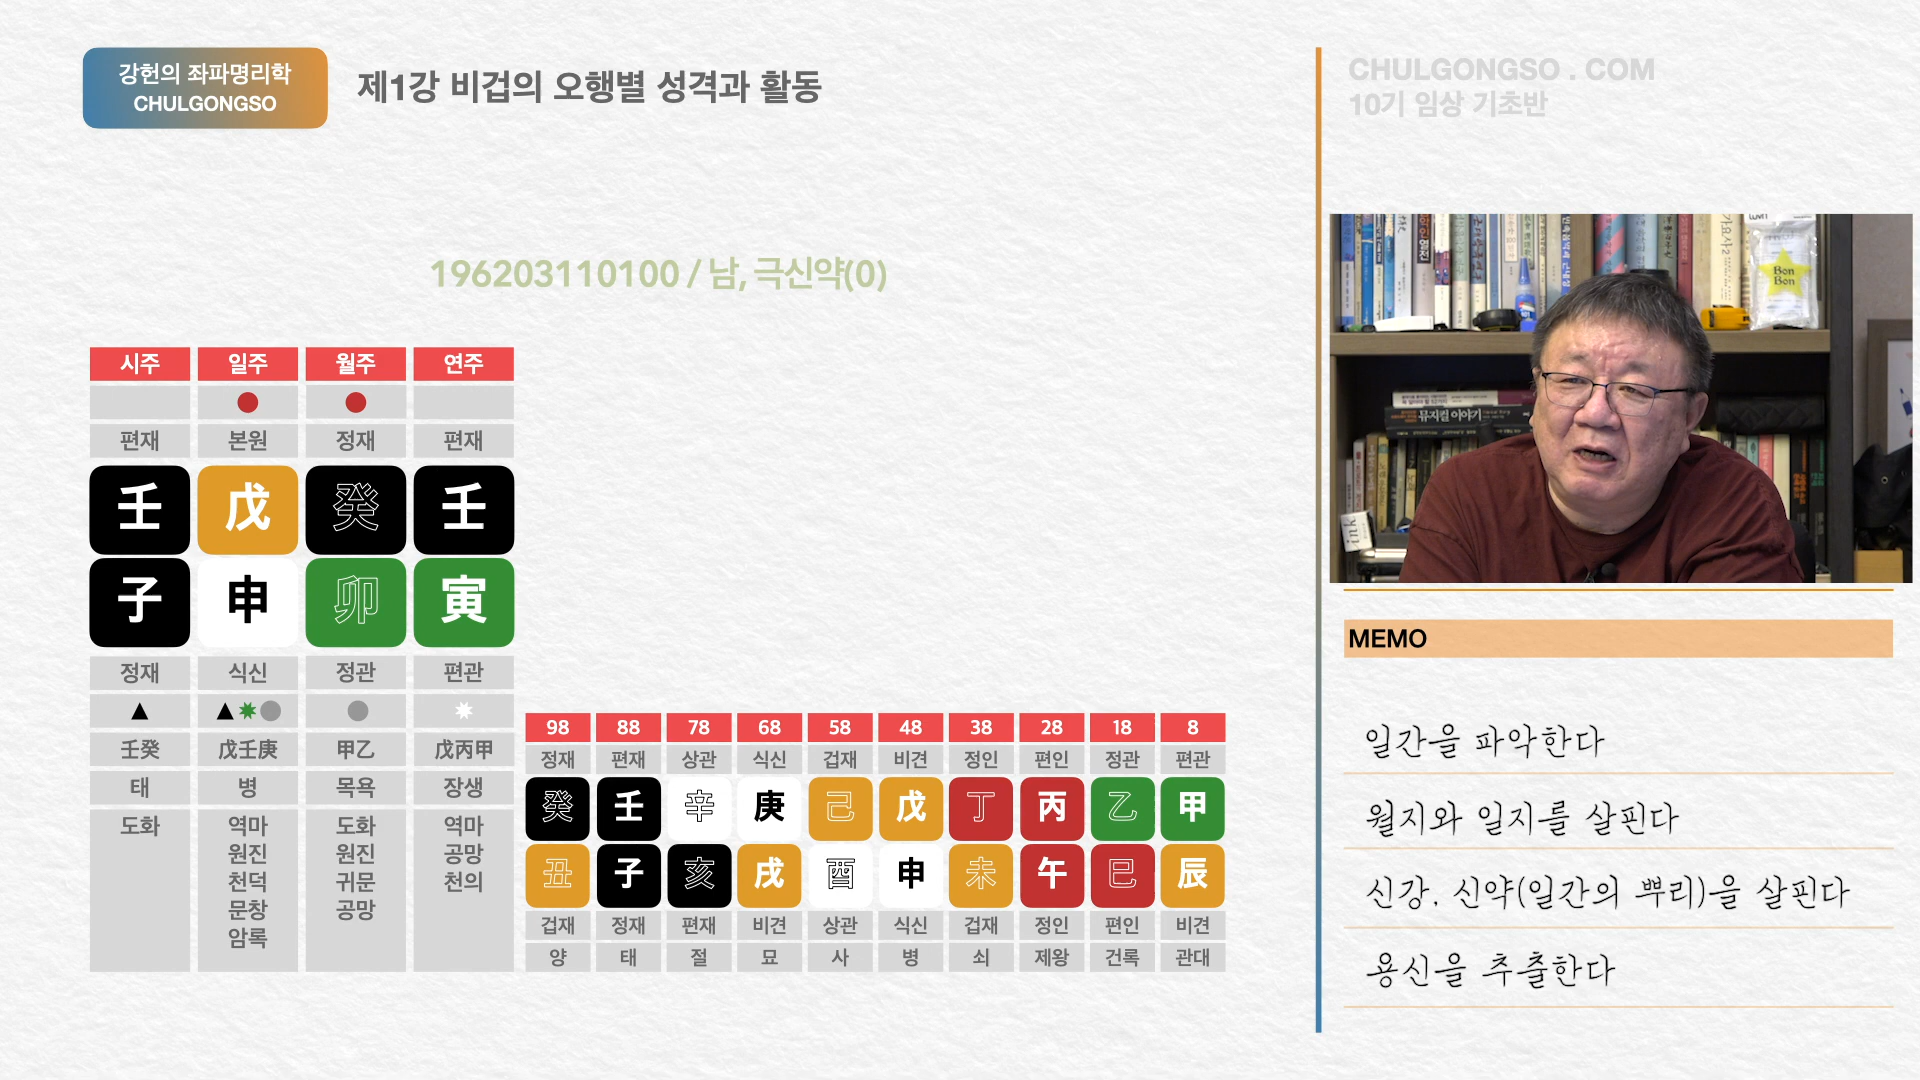 강헌의 좌파명리학
CHULGONGSO
제1강 비겁의 오행별 성격과 활동
CHULGONGSO . COM
10기 임상 기초반
196203110100 / 남, 극신약(0)
시주 일주 월주 연주
편재 본원 정재 편재
壬 戊 癸 壬
子 申 卯 寅
정재 식신 정관 편관
壬癸 戊壬庚 甲乙 戊丙甲
태 병 목욕 장생
도화 역마 도화 역마
원진 원진 공망
천덕 귀문 천의
문창 공망
암록
98 88 78 68 58 48 38 28 18 8
정재 편재 상관 식신 겁재 비견 정인 편인 정관 편관
癸 壬 辛 庚 己 戊 丁 丙 乙 甲
丑 子 亥 戌 酉 申 未 午 巳 辰
겁재 정재 편재 비견 상관 식신 겁재 정인 편인 비견
양 태 절 묘 사 병 쇠 제왕 건록 관대
Bon
Bon
뮤지컬 이야기
MEMO
일간을 파악한다
월지와 일지를 살핀다
신강, 신약(일간의 뿌리)을 살핀다
용신을 추출한다